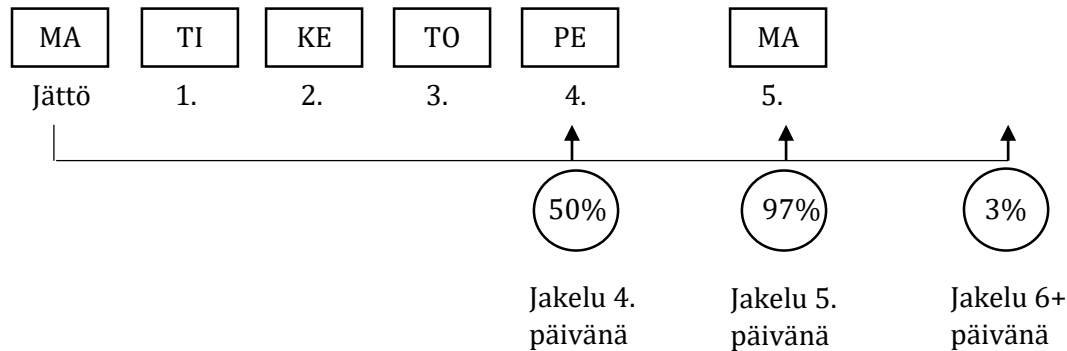 MA TI KE TO PE MA
Jättö 1. 2. 3. 4. 5.
50% 97% 3%
Jakelu 4. Jakelu 5. Jakelu 6+
päivänä päivänä päivänä